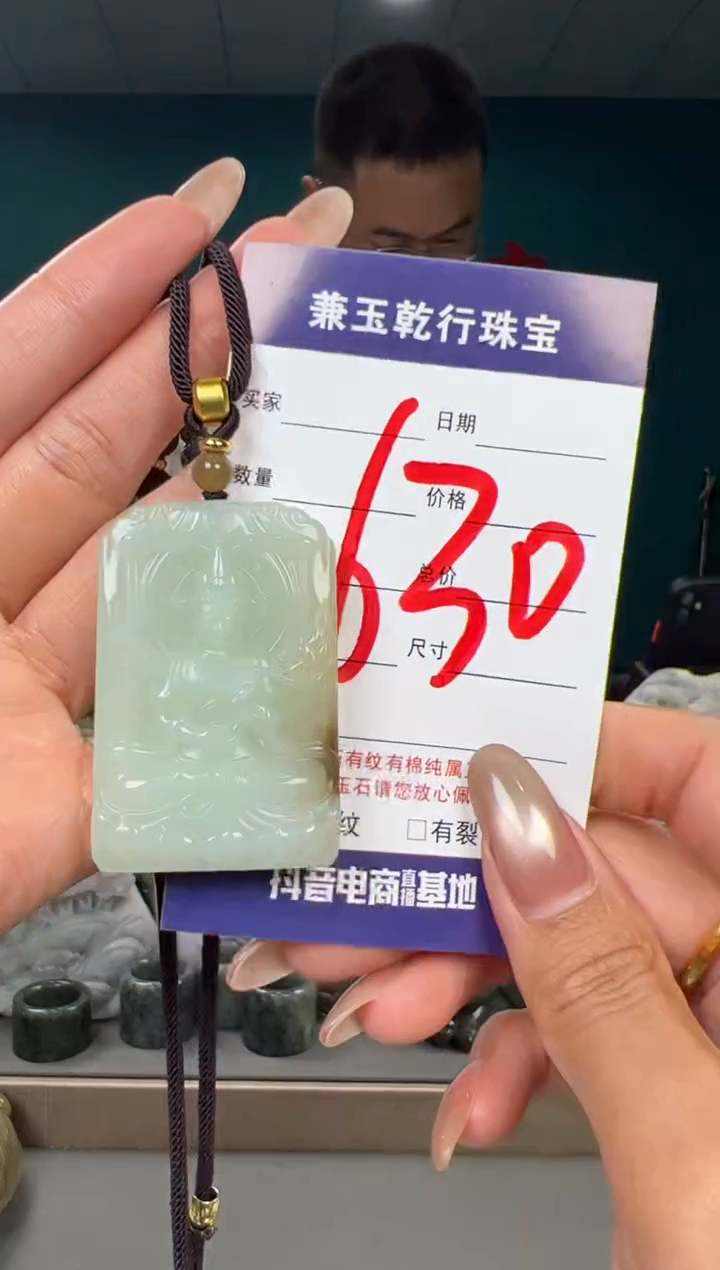 兼玉乾行珠宝
买家 日期
数量 价格
630
总价
尺寸
有纹有棉纯属
玉石请您放心佩
纹 □有裂
抖音电商直播基地